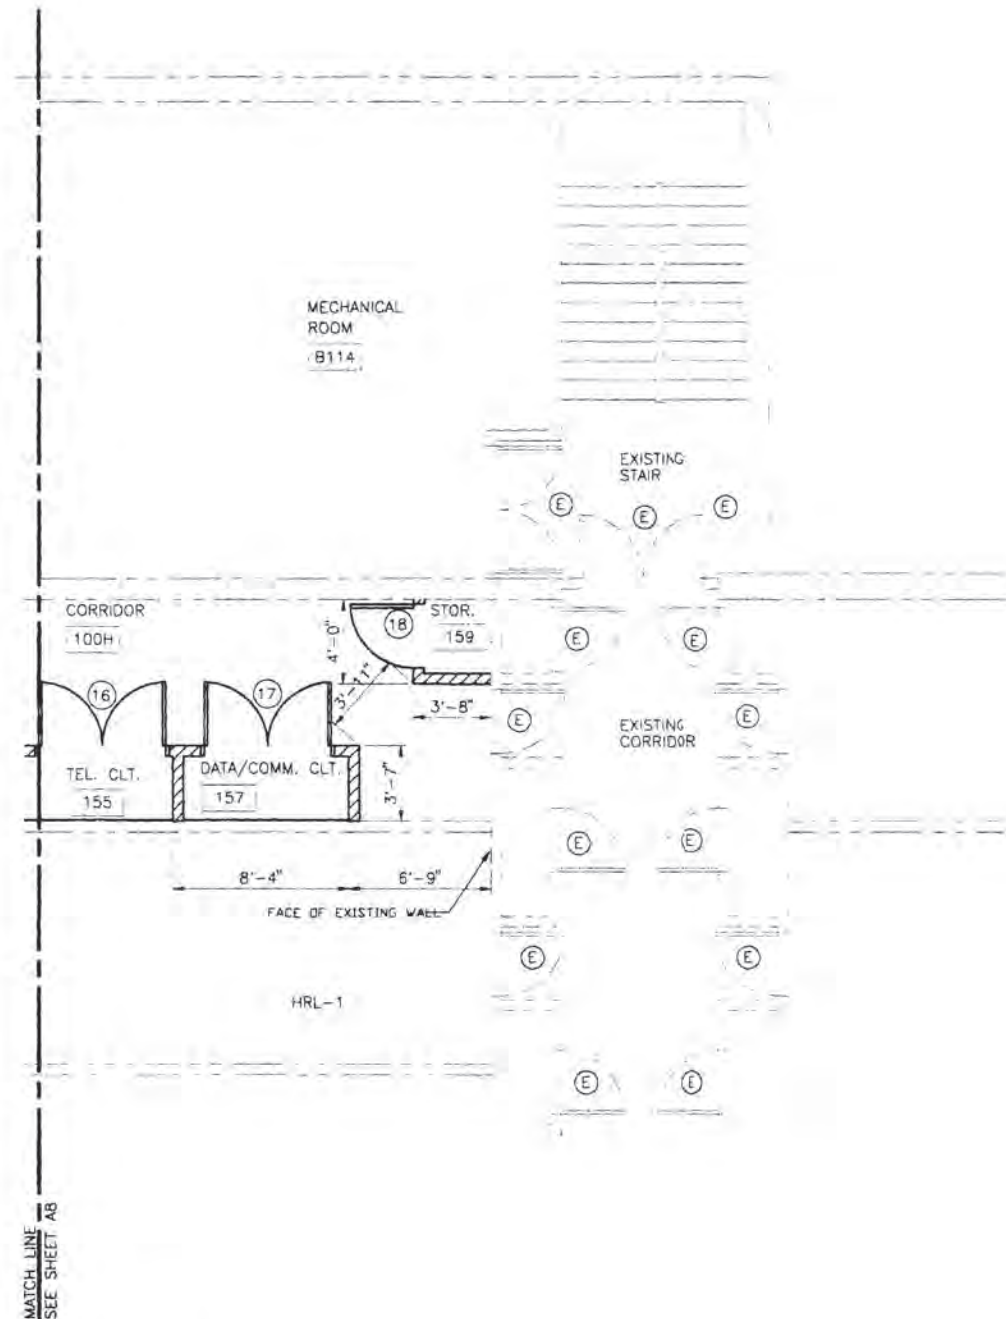 MECHANICAL
ROOM
B114
EXISTING
STAIR
E
E
E
CORRIDOR
100H
4'-0"
18
STOR.
159
E
E
16
17
3'-11"
3'-8"
E
EXISTING
CORRIDOR
E
TEL. CLT.
155
DATA/COMM. CLT.
157
3'-7"
E
E
8'-4"
6'-9"
FACE OF EXISTING WALL
E
E
HRL-1
E
E
MATCH LINE
SEE SHEET A8